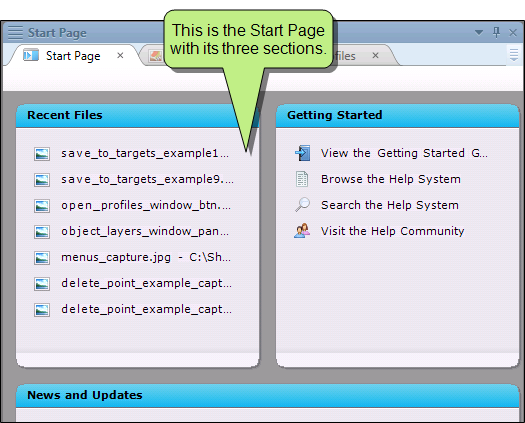 Start Page
This is the Start Page
with its three sections.
Start Page
files
Recent Files
save_to_targets_example1...
save_to_targets_example9....
open_profiles_window_btn....
object_layers_window_pan...
menus_capture.jpg - C:\Sh...
delete_point_example_capt...
delete_point_example_capt...
Getting Started
View the Getting Started G...
Browse the Help System
Search the Help System
Visit the Help Community
News and Updates